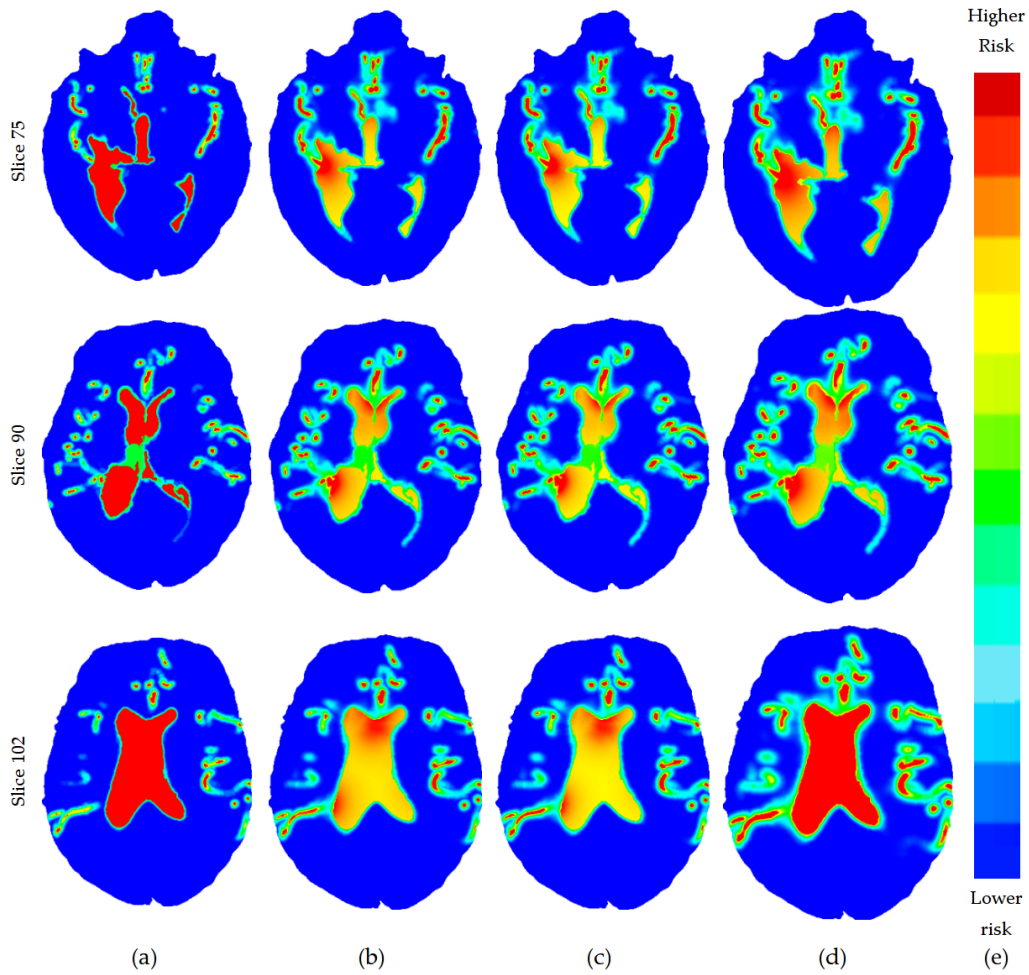 Higher
Risk
Slice 75
Slice 90
Slice 102
Lower
risk
(a)
(b)
(c)
(d)
(e)